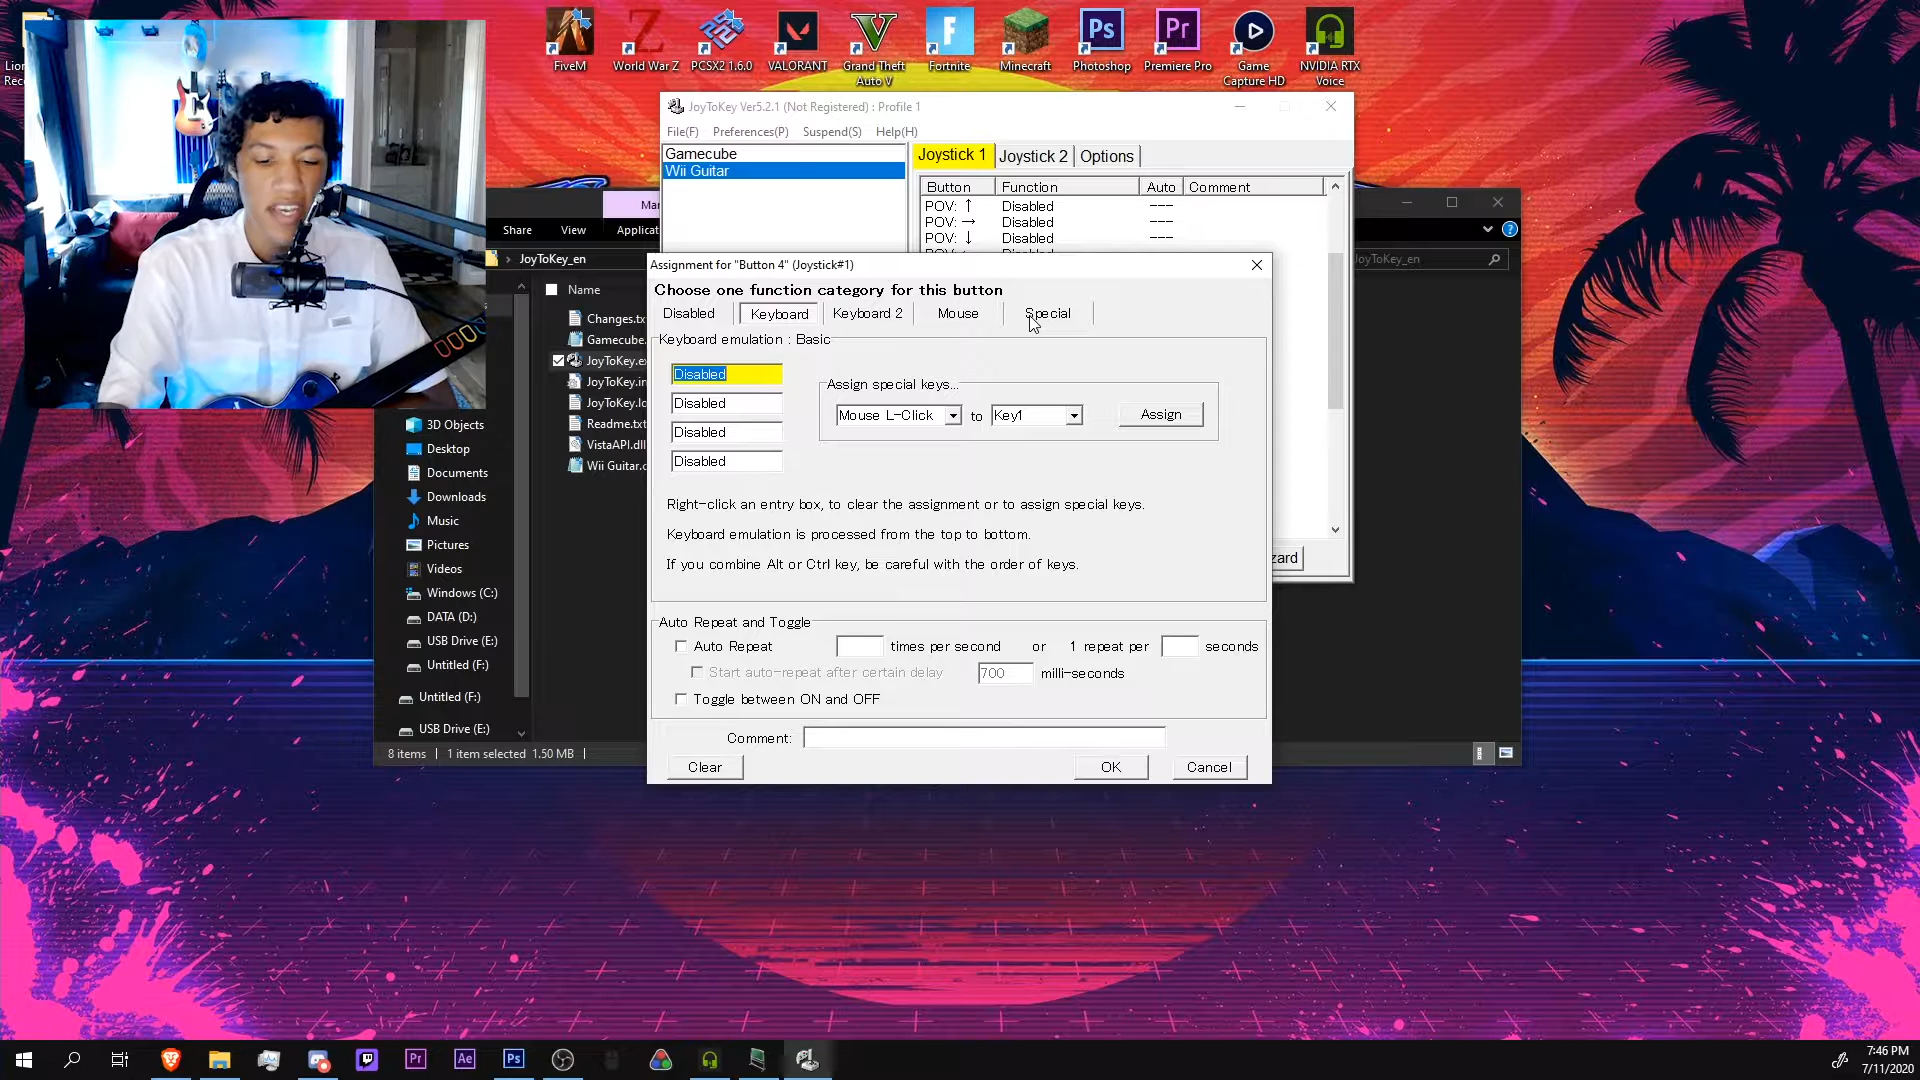 FiveM
World War Z
PCSX2 1.6.0
VALORANT
Grand Theft Auto V
Fortnite
Minecraft
Photoshop
Premiere Pro
Game Capture HD
NVIDIA RTX Voice
JoyToKey Ver5.2.1 (Not Registered) : Profile 1
File(F) Preferences(P) Suspend(S) Help(H)
Gamecube
Wii Guitar
Joystick 1 Joystick 2 Options
Button Function Auto Comment
POV: ↑ Disabled ---
POV: → Disabled ---
POV: ↓ Disabled ---
Share View
JoyToKey_en
Name
Changes.tx
Gamecube.
JoyToKey.e
JoyToKey.in
Readme.txt
VistaAPI.dll
Wii Guitar.c
3D Objects
Desktop
Documents
Downloads
Music
Pictures
Videos
Windows (C:)
DATA (D:)
USB Drive (E:)
Untitled (F:)
Untitled (F:)
USB Drive (E:)
8 items 1 item selected 1.50 MB
Assignment for "Button 4" (Joystick#1)
Choose one function category for this button
Disabled Keyboard Keyboard 2 Mouse Special
Keyboard emulation : Basic
Disabled
Disabled
Disabled
Disabled
Assign special keys...
Mouse L-Click to Key1 Assign
Right-click an entry box, to clear the assignment or to assign special keys.
Keyboard emulation is processed from the top to bottom.
If you combine Alt or Ctrl key, be careful with the order of keys.
Auto Repeat and Toggle
Auto Repeat times per second or 1 repeat per seconds
Start auto-repeat after certain delay 700 milli-seconds
Toggle between ON and OFF
Comment:
Clear OK Cancel
zard
7:46 PM
7/11/2020